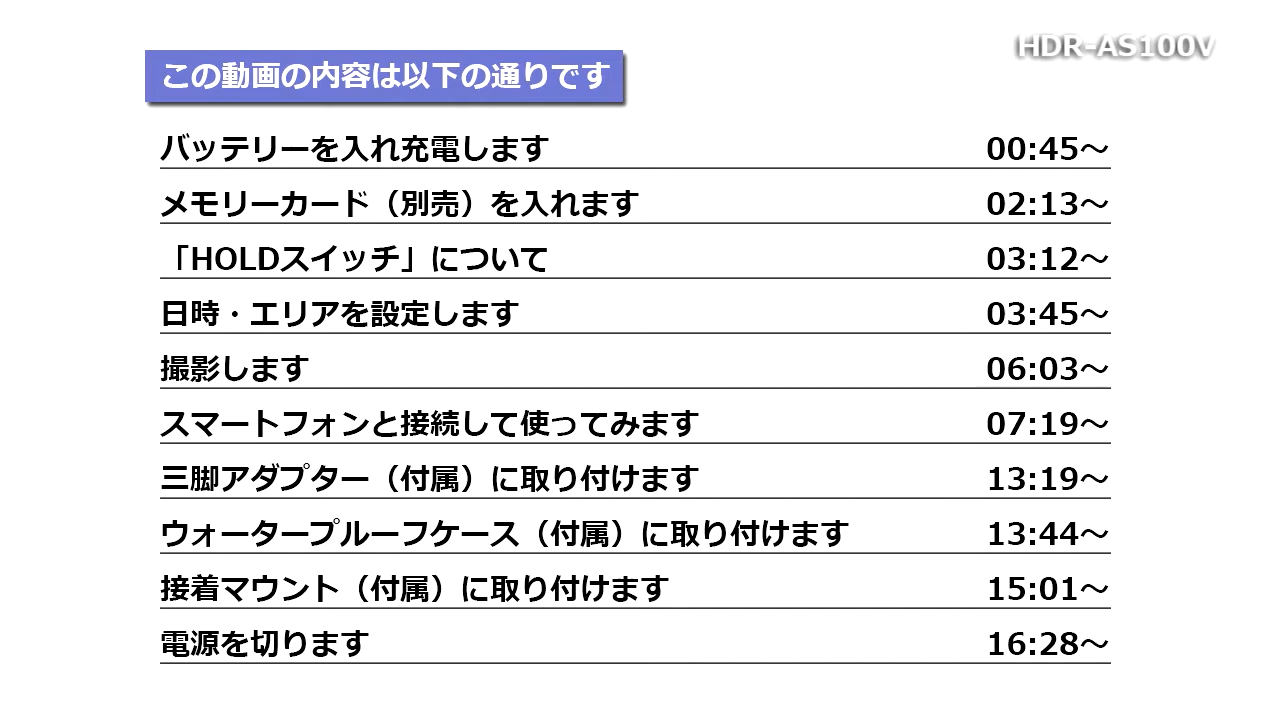 HDR-AS100V
この動画の内容は以下の通りです
バッテリーを入れ充電します 00:45～
メモリーカード（別売）を入れます 02:13～
「HOLDスイッチ」について 03:12～
日時・エリアを設定します 03:45～
撮影します 06:03～
スマートフォンと接続して使ってみます 07:19～
三脚アダプター（付属）に取り付けます 13:19～
ウォータープルーフケース（付属）に取り付けます 13:44～
接着マウント（付属）に取り付けます 15:01～
電源を切ります 16:28～